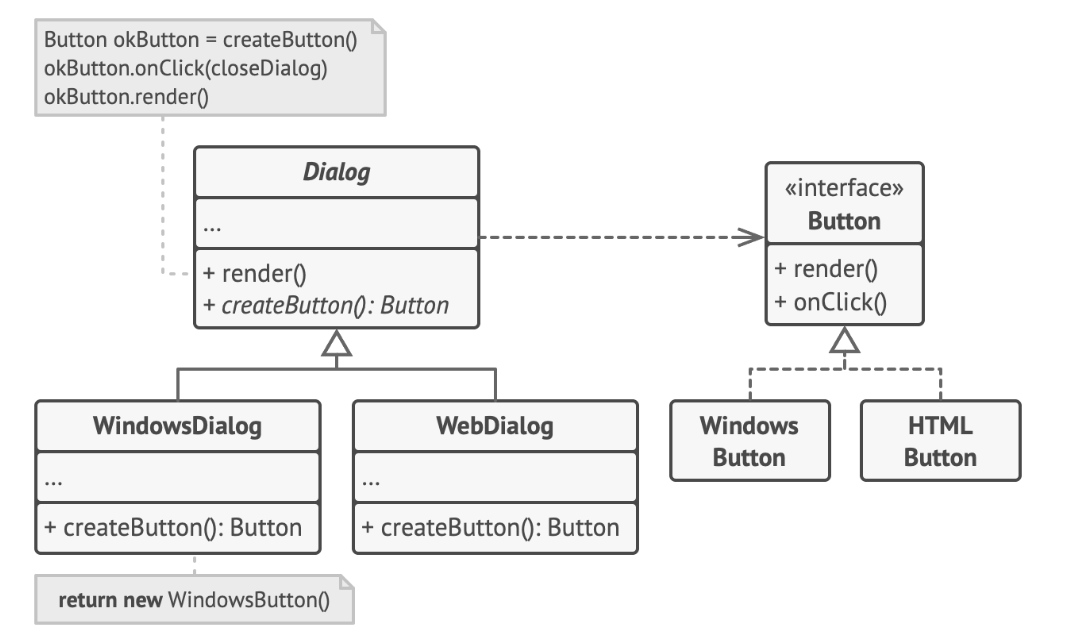 Button okButton = createButton()
okButton.onClick(closeDialog)
okButton.render()
Dialog
...
+ render()
+ createButton(): Button
«interface»
Button
+ render()
+ onClick()
WindowsDialog
...
+ createButton(): Button
WebDialog
...
+ createButton(): Button
Windows
Button
HTML
Button
return new WindowsButton()